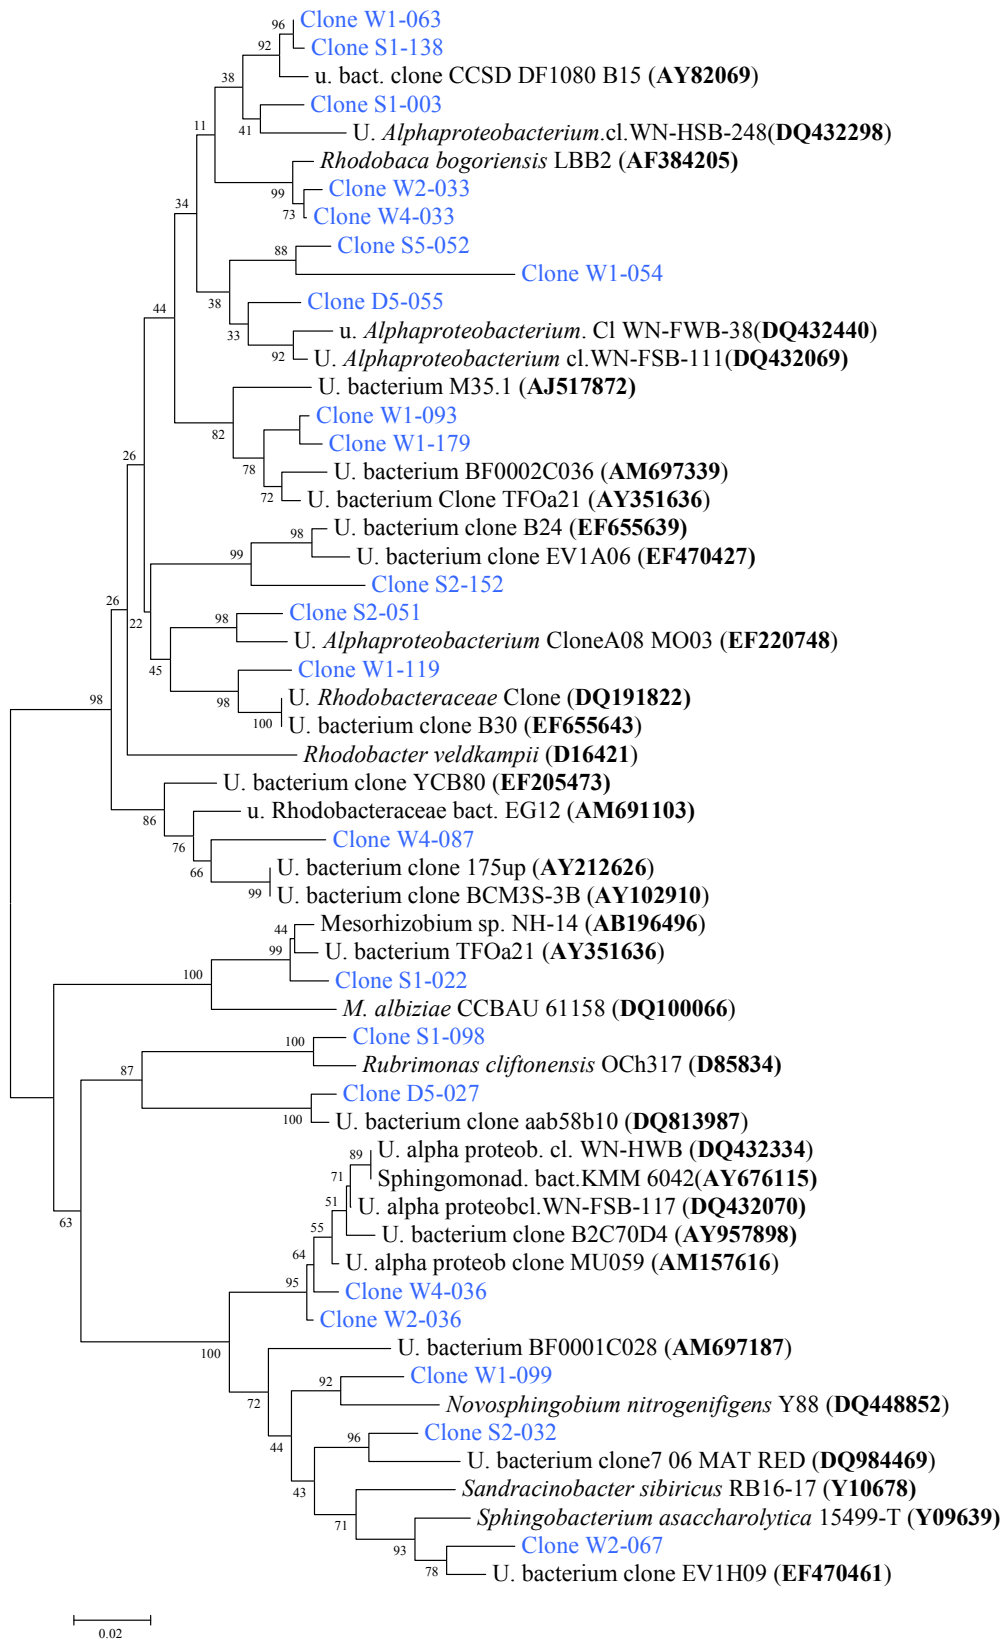 96
Clone W1-063
92
Clone S1-138
u. bact. clone CCSD DF1080 B15 (AY82069)
38
Clone S1-003
41
U. Alphaproteobacterium.cl.WN-HSB-248(DQ432298)
11
Rhodobaca bogoriensis LBB2 (AF384205)
99
Clone W2-033
73
Clone W4-033
34
Clone S5-052
88
Clone W1-054
38
Clone D5-055
33
u. Alphaproteobacterium. Cl WN-FWB-38(DQ432440)
92
U. Alphaproteobacterium cl.WN-FSB-111(DQ432069)
44
U. bacterium M35.1 (AJ517872)
82
Clone W1-093
Clone W1-179
78
U. bacterium BF0002C036 (AM697339)
72
U. bacterium Clone TFOa21 (AY351636)
26
98
U. bacterium clone B24 (EF655639)
99
U. bacterium clone EV1A06 (EF470427)
Clone S2-152
26
22
98
Clone S2-051
U. Alphaproteobacterium CloneA08 MO03 (EF220748)
45
Clone W1-119
98
U. Rhodobacteraceae Clone (DQ191822)
100
U. bacterium clone B30 (EF655643)
98
Rhodobacter veldkampii (D16421)
U. bacterium clone YCB80 (EF205473)
86
u. Rhodobacteraceae bact. EG12 (AM691103)
76
Clone W4-087
66
U. bacterium clone 175up (AY212626)
99
U. bacterium clone BCM3S-3B (AY102910)
44
Mesorhizobium sp. NH-14 (AB196496)
99
U. bacterium TFOa21 (AY351636)
100
Clone S1-022
M. albiziae CCBAU 61158 (DQ100066)
100
Clone S1-098
Rubrimonas cliftonensis OCh317 (D85834)
87
Clone D5-027
100
U. bacterium clone aab58b10 (DQ813987)
89
U. alpha proteob. cl. WN-HWB (DQ432334)
71
Sphingomonad. bact.KMM 6042(AY676115)
51
U. alpha proteobcl.WN-FSB-117 (DQ432070)
63
55
U. bacterium clone B2C70D4 (AY957898)
64
U. alpha proteob clone MU059 (AM157616)
95
Clone W4-036
Clone W2-036
100
U. bacterium BF0001C028 (AM697187)
72
92
Clone W1-099
Novosphingobium nitrogenifigens Y88 (DQ448852)
44
96
Clone S2-032
U. bacterium clone7 06 MAT RED (DQ984469)
43
Sandracinobacter sibiricus RB16-17 (Y10678)
71
Sphingobacterium asaccharolytica 15499-T (Y09639)
93
Clone W2-067
78
U. bacterium clone EV1H09 (EF470461)
0.02